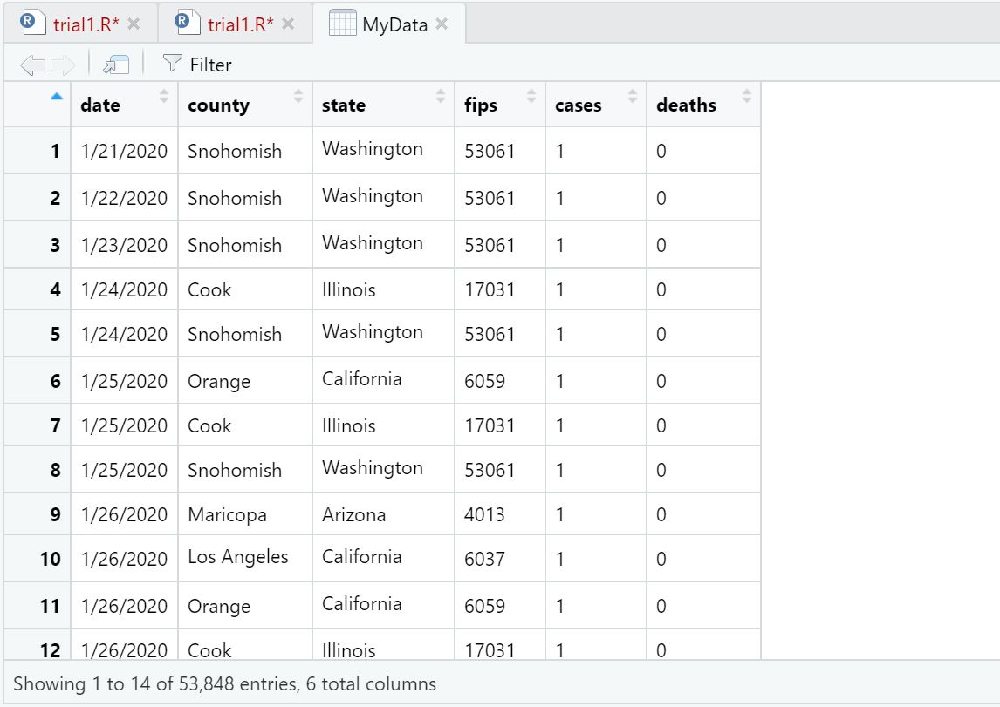 trial1.R* trial1.R* MyData
Filter
date county state fips cases deaths
1 1/21/2020 Snohomish Washington 53061 1 0
2 1/22/2020 Snohomish Washington 53061 1 0
3 1/23/2020 Snohomish Washington 53061 1 0
4 1/24/2020 Cook Illinois 17031 1 0
5 1/24/2020 Snohomish Washington 53061 1 0
6 1/25/2020 Orange California 6059 1 0
7 1/25/2020 Cook Illinois 17031 1 0
8 1/25/2020 Snohomish Washington 53061 1 0
9 1/26/2020 Maricopa Arizona 4013 1 0
10 1/26/2020 Los Angeles California 6037 1 0
11 1/26/2020 Orange California 6059 1 0
12 1/26/2020 Cook Illinois 17031 1 0
Showing 1 to 14 of 53,848 entries, 6 total columns